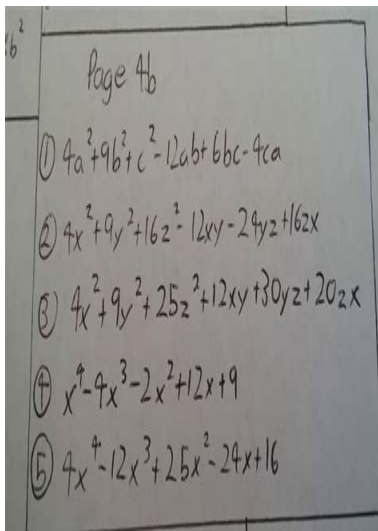 b²
Page 4b
① 4a²+9b²+c²-12ab+6bc-4ca
② 4x²+9y²+16z²-12xy-24yz+16zx
③ 4x²+9y²+25z²+12xy+30yz+20zx
④ x⁴-4x³-2x²+12x+9
⑤ 4x⁴-12x³+25x²-24x+16